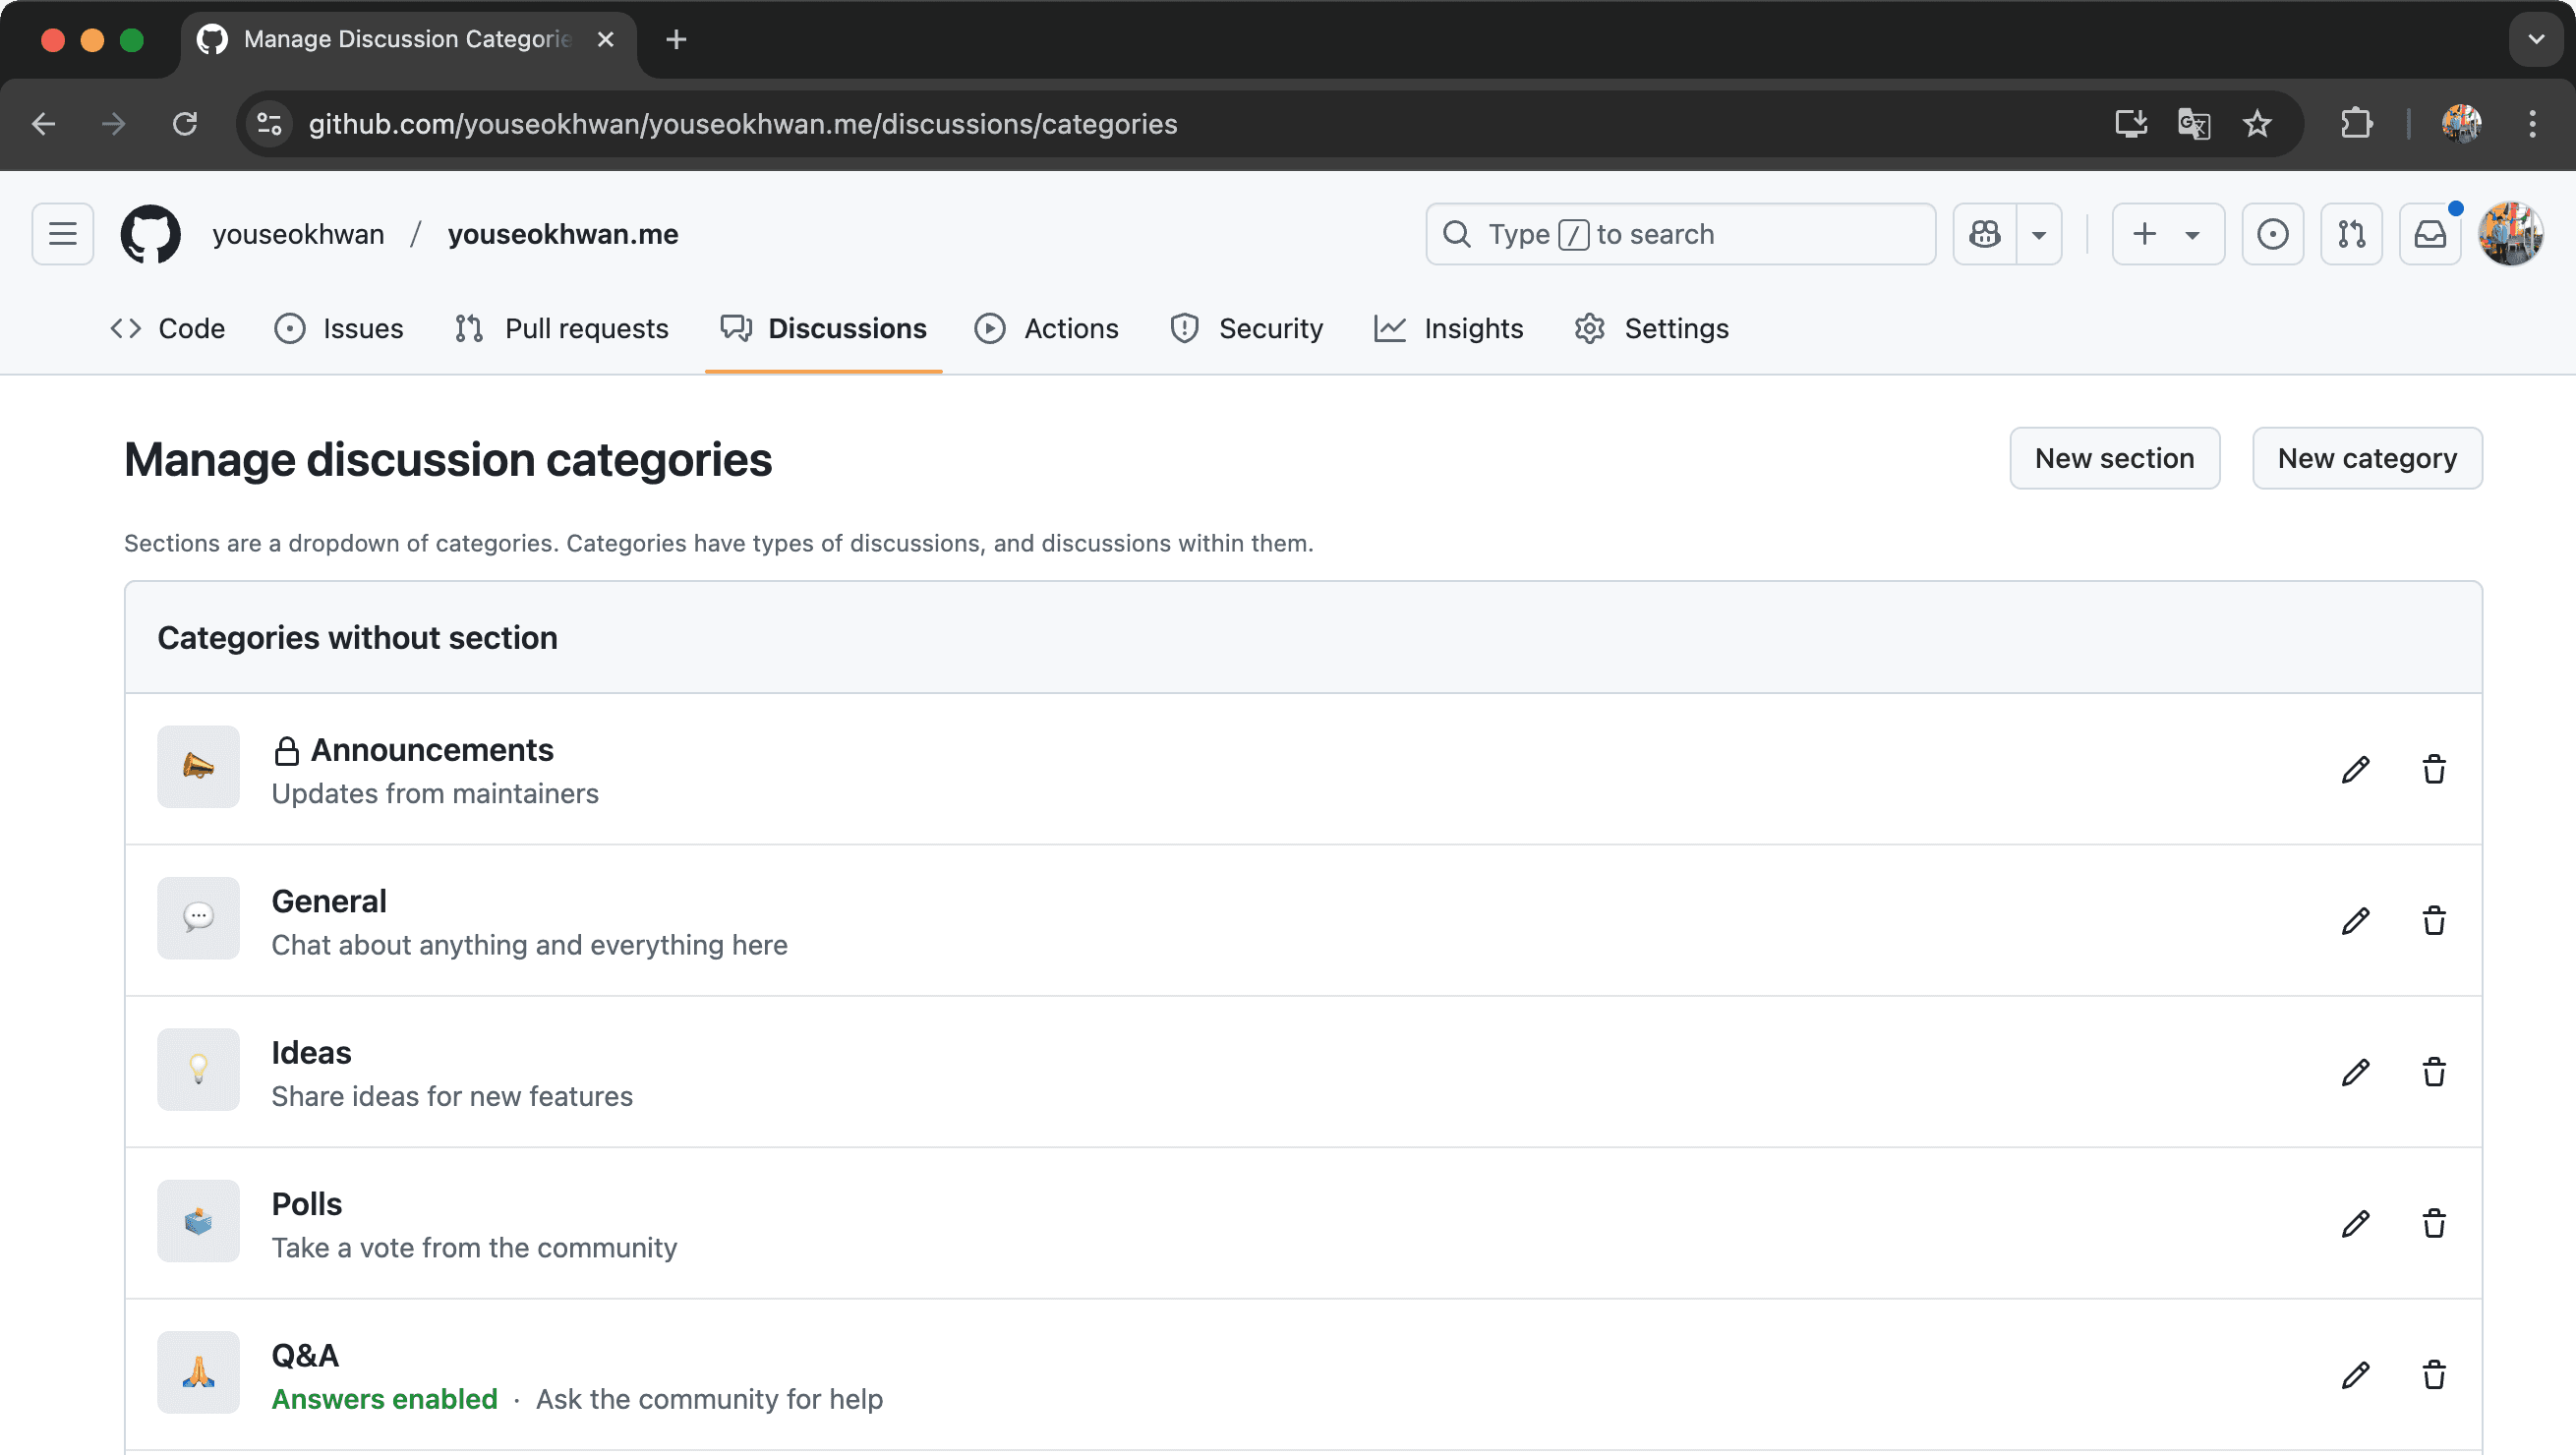 Manage Discussion Categorie
github.com/youseokhwan/youseokhwan.me/discussions/categories
youseokhwan / youseokhwan.me
Type / to search
Code Issues Pull requests Discussions Actions Security Insights Settings
Manage discussion categories
New section New category
Sections are a dropdown of categories. Categories have types of discussions, and discussions within them.
Categories without section
Announcements
Updates from maintainers
General
Chat about anything and everything here
Ideas
Share ideas for new features
Polls
Take a vote from the community
Q&A
Answers enabled · Ask the community for help